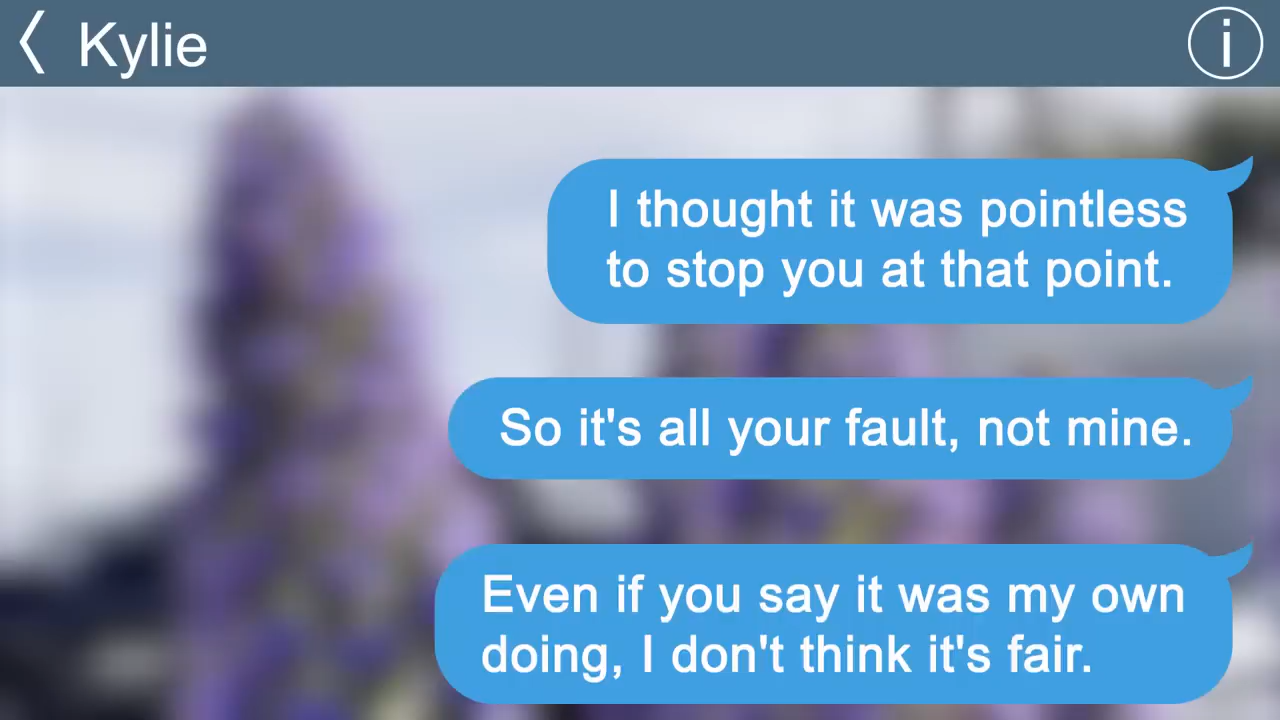 Kylie
I thought it was pointless
to stop you at that point.
So it's all your fault, not mine.
Even if you say it was my own
doing, I don't think it's fair.